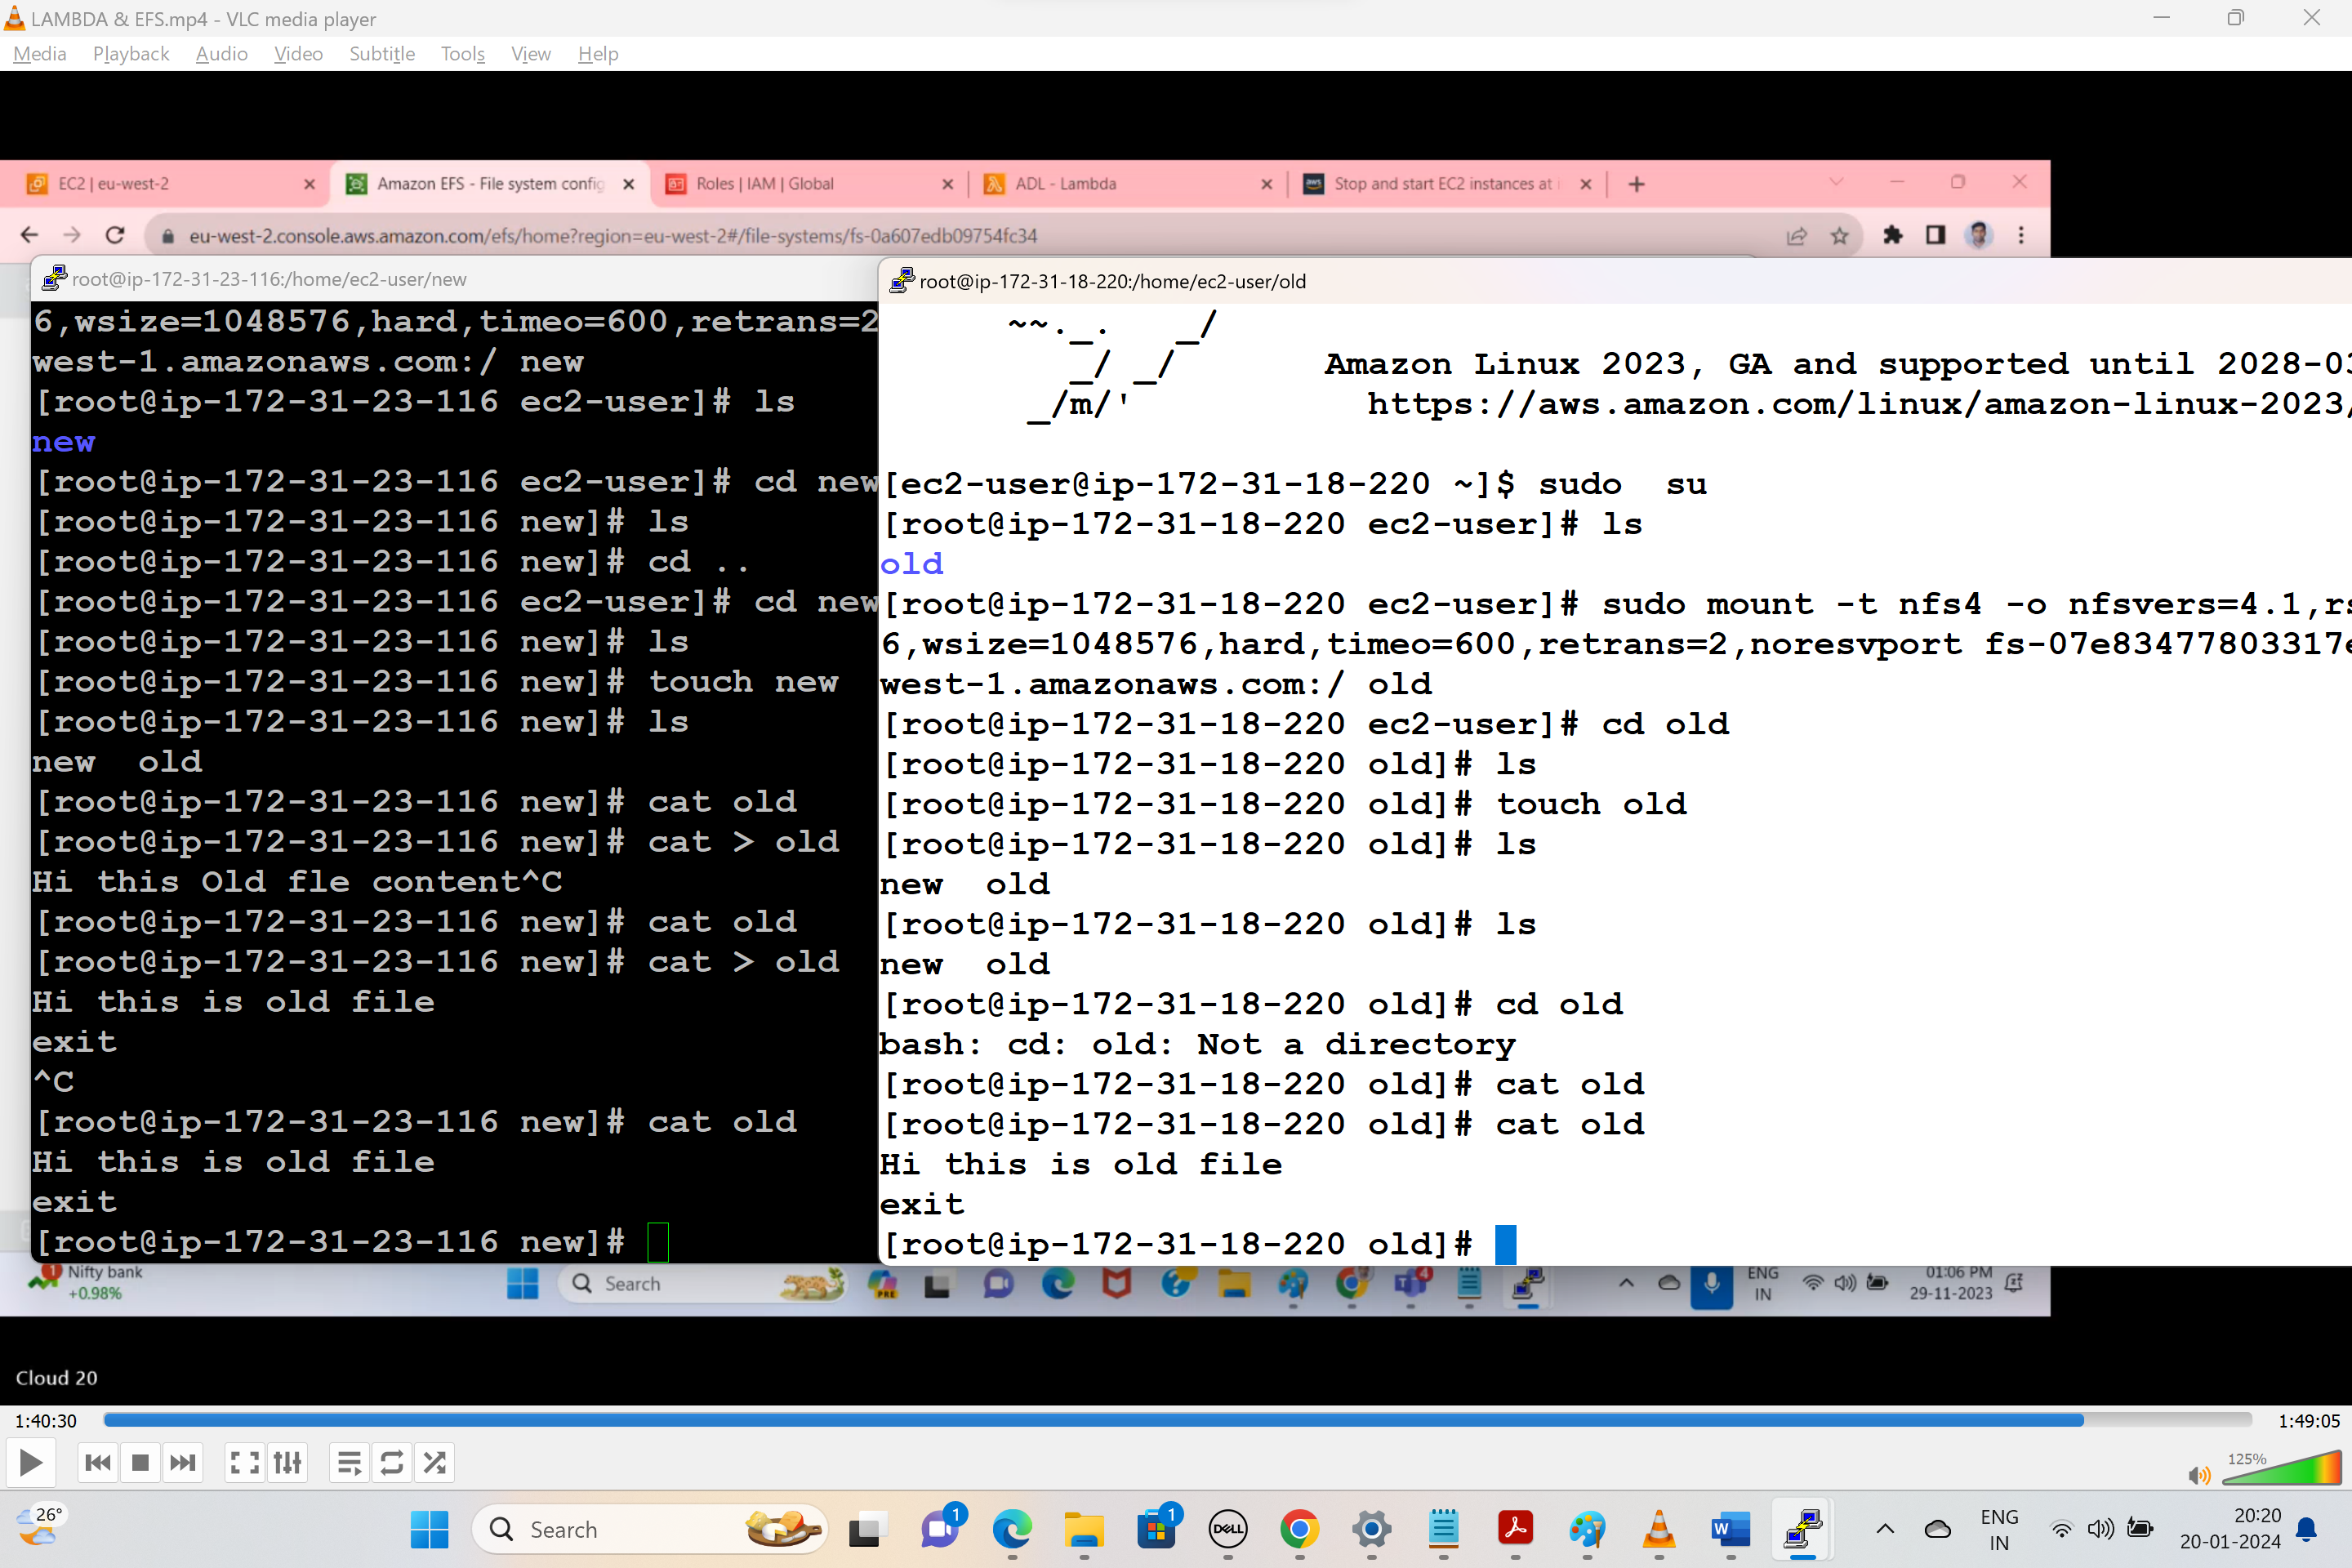 LAMBDA & EFS.mp4 - VLC media player
Media Playback Audio Video Subtitle Tools View Help
EC2 | eu-west-2
Amazon EFS - File system config
Roles | IAM | Global
ADL - Lambda
Stop and start EC2 instances at
eu-west-2.console.aws.amazon.com/efs/home?region=eu-west-2#/file-systems/fs-0a607edb09754fc34
root@ip-172-31-23-116:/home/ec2-user/new
6,wsize=1048576,hard,timeo=600,retrans=2
west-1.amazonaws.com:/ new
[root@ip-172-31-23-116 ec2-user]# ls
new
[root@ip-172-31-23-116 ec2-user]# cd new
[root@ip-172-31-23-116 new]# ls
[root@ip-172-31-23-116 new]# cd ..
[root@ip-172-31-23-116 ec2-user]# cd new
[root@ip-172-31-23-116 new]# ls
[root@ip-172-31-23-116 new]# touch new
[root@ip-172-31-23-116 new]# ls
new  old
[root@ip-172-31-23-116 new]# cat old
[root@ip-172-31-23-116 new]# cat > old
Hi this Old fle content^C
[root@ip-172-31-23-116 new]# cat old
[root@ip-172-31-23-116 new]# cat > old
Hi this is old file
exit
^C
[root@ip-172-31-23-116 new]# cat old
Hi this is old file
exit
[root@ip-172-31-23-116 new]#
root@ip-172-31-18-220:/home/ec2-user/old
~~._.   _/
_/ _/   Amazon Linux 2023, GA and supported until 2028-03
_/m/'   https://aws.amazon.com/linux/amazon-linux-2023/
[ec2-user@ip-172-31-18-220 ~]$ sudo  su
[root@ip-172-31-18-220 ec2-user]# ls
old
[root@ip-172-31-18-220 ec2-user]# sudo mount -t nfs4 -o nfsvers=4.1,rs
6,wsize=1048576,hard,timeo=600,retrans=2,noresvport fs-07e83477803317e
west-1.amazonaws.com:/ old
[root@ip-172-31-18-220 ec2-user]# cd old
[root@ip-172-31-18-220 old]# ls
[root@ip-172-31-18-220 old]# touch old
[root@ip-172-31-18-220 old]# ls
new  old
[root@ip-172-31-18-220 old]# ls
new  old
[root@ip-172-31-18-220 old]# cd old
bash: cd: old: Not a directory
[root@ip-172-31-18-220 old]# cat old
[root@ip-172-31-18-220 old]# cat old
Hi this is old file
exit
[root@ip-172-31-18-220 old]#
1 Nifty bank
+0.98%
Search
PRE
4
ENG
IN
01:06 PM
29-11-2023
Cloud 20
1:40:30
1:49:05
125%
26°
Search
1
1
DELL
W
ENG
IN
20:20
20-01-2024